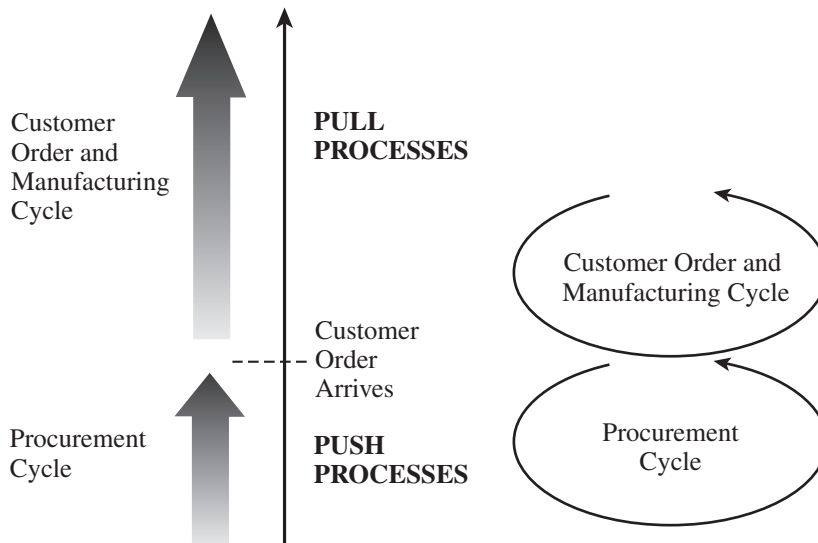 Customer
Order and
Manufacturing
Cycle
PULL
PROCESSES
Customer Order and
Manufacturing Cycle
Customer
Order
Arrives
Procurement
Cycle
PUSH
PROCESSES
Procurement
Cycle